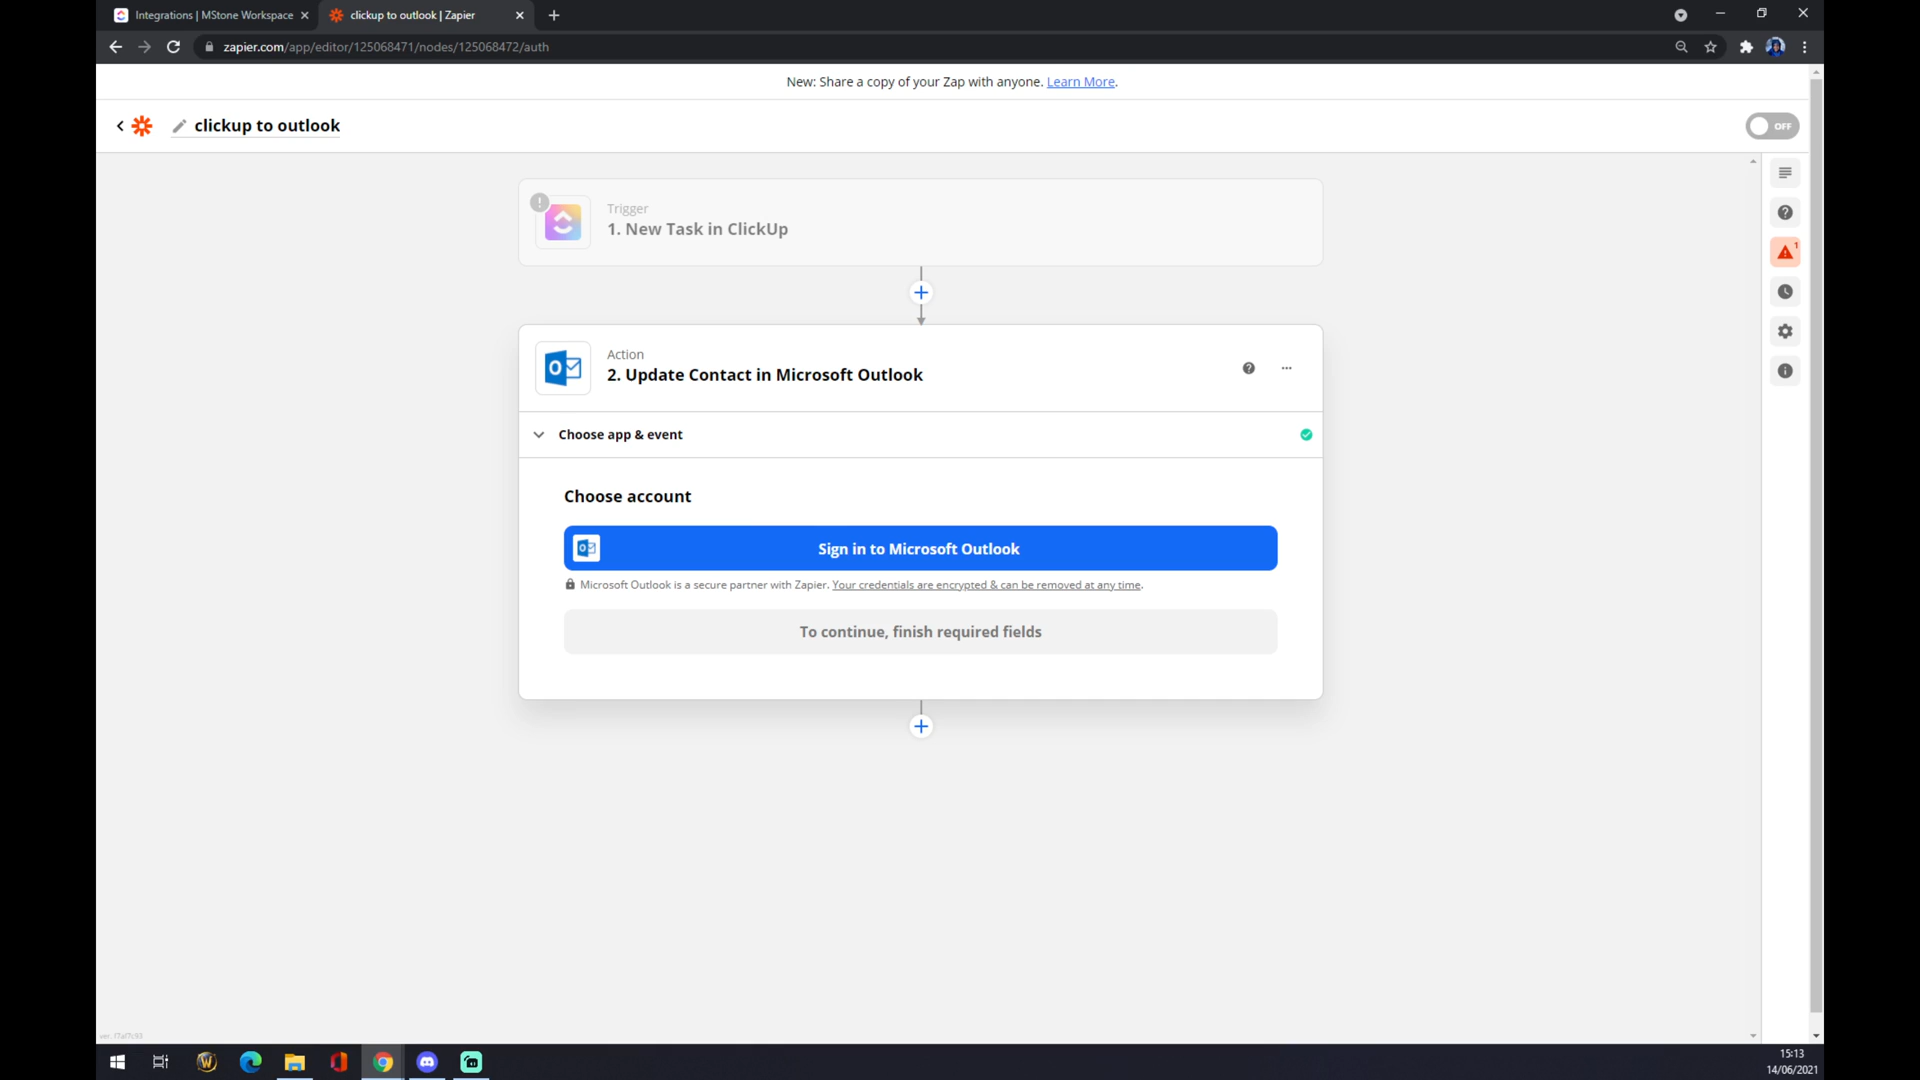 Integrations | MStone Workspace
clickup to outlook | Zapier
zapier.com/app/editor/125068471/nodes/125068472/auth
New: Share a copy of your Zap with anyone. Learn More.
clickup to outlook
OFF
Trigger
1. New Task in ClickUp
1
Action
2. Update Contact in Microsoft Outlook
Choose app & event
Choose account
Sign in to Microsoft Outlook
Microsoft Outlook is a secure partner with Zapier. Your credentials are encrypted & can be removed at any time.
To continue, finish required fields
ver. f7af7c93
15:13
14/06/2021